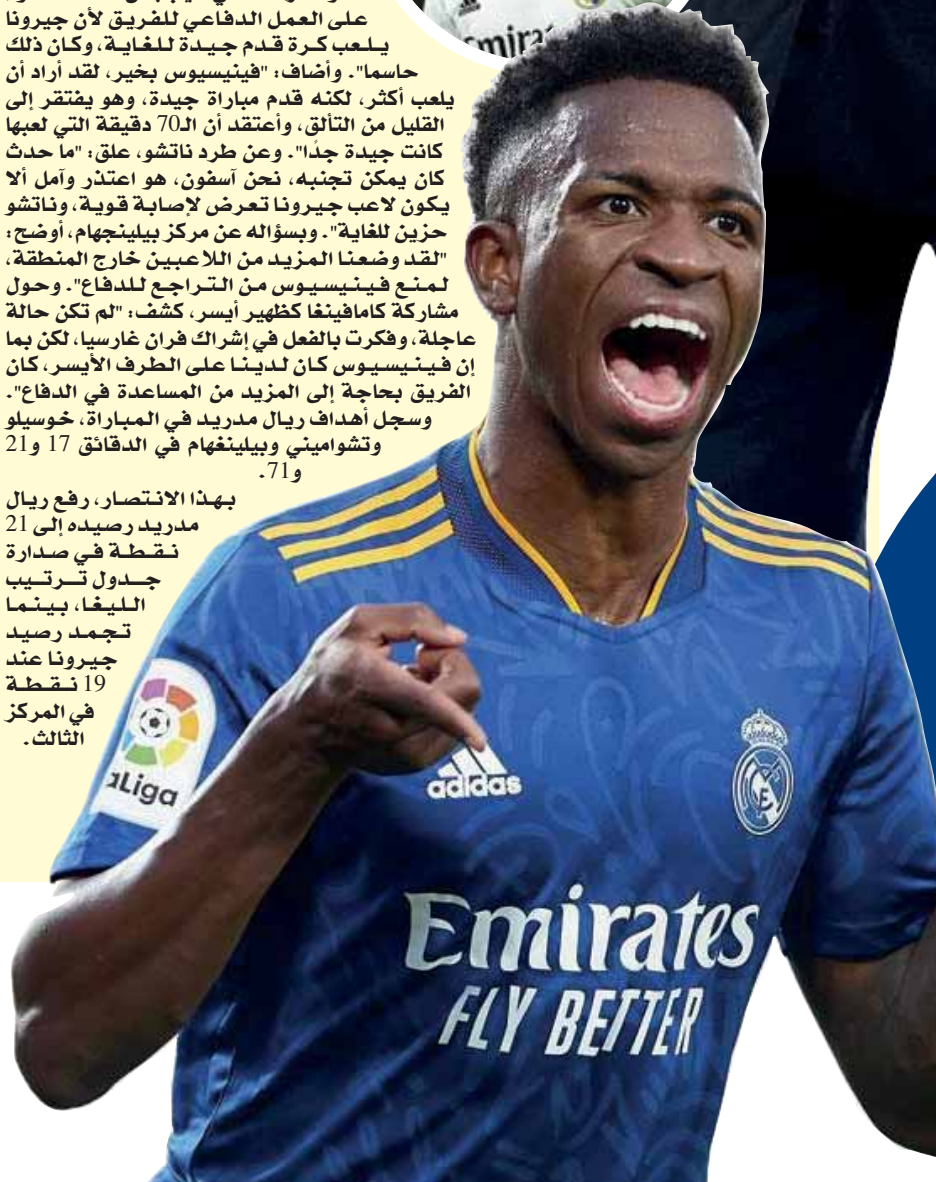 على العمل الدفاعي للفريق لأن جيرونا
يلعب كرة قدم جيدة للغاية، وكان ذلك
حاسما". وأضاف: "فينيسيوس بخير، لقد أراد أن
يلعب أكثر، لكنه قدم مباراة جيدة، وهو يفتقر إلى
القليل من التألق، وأعتقد أن الـ70 دقيقة التي لعبها
كانت جيدة جدًا". وعن طرد ناتشو، علق: "ما حدث
كان يمكن تجنبه، نحن آسفون، هو اعتذر وآمل ألا
يكون لاعب جيرونا تعرض لإصابة قوية، وناتشو
حزين للغاية". وبسؤاله عن مركز بيلينجهام، أوضح:
"لقد وضعنا المزيد من اللاعبين خارج المنطقة،
لمنع فينيسيوس من التراجع للدفاع". وحول
مشاركة كامافينغا كظهير أيسر، كشف: "لم تكن حالة
عاجلة، وفكرت بالفعل في إشراك فران غارسيا، لكن بما
إن فينيسيوس كان لدينا على الطرف الأيسر، كان
الفريق بحاجة إلى المزيد من المساعدة في الدفاع".
وسجل أهداف ريال مدريد في المباراة، خوسيلو
وتشواميني وبيلينغهام في الدقائق 17 و21
و71.
بهذا الانتصار، رفع ريال
مدريد رصيده إلى 21
نقطة في صدارة
جدول ترتيب
الليغا، بينما
تجمد رصيد
جيرونا عند
19 نقطة
في المركز
الثالث.
aLiga
adidas
Emirates
FLY BETTER